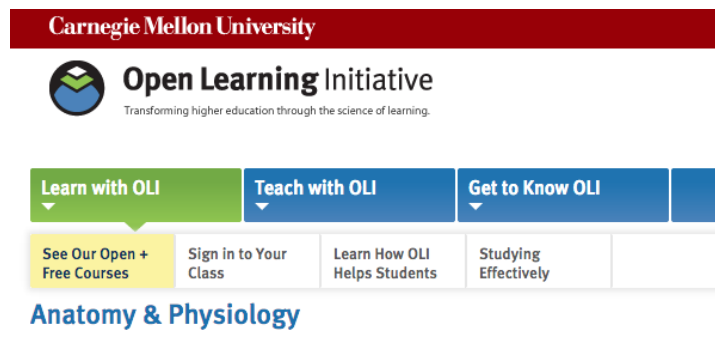 Carnegie Mellon University
Open Learning Initiative
Transforming higher education through the science of learning.
Learn with OLI
Teach with OLI
Get to Know OLI
See Our Open +
Free Courses
Sign in to Your
Class
Learn How OLI
Helps Students
Studying
Effectively
Anatomy & Physiology